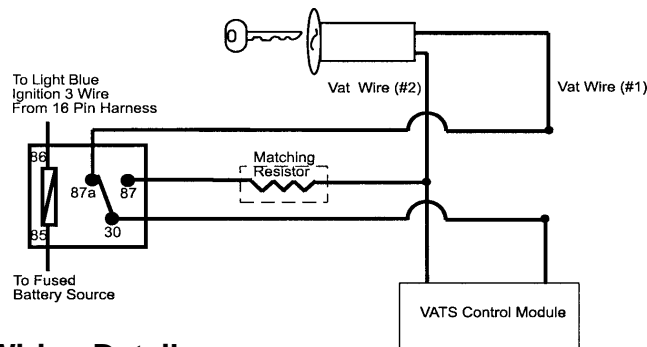 To Light Blue
Ignition 3 Wire
From 16 Pin Harness
Vat Wire (#2)
Vat Wire (#1)
86
87a
87
Matching
Resistor
30
85
To Fused
Battery Source
VATS Control Module